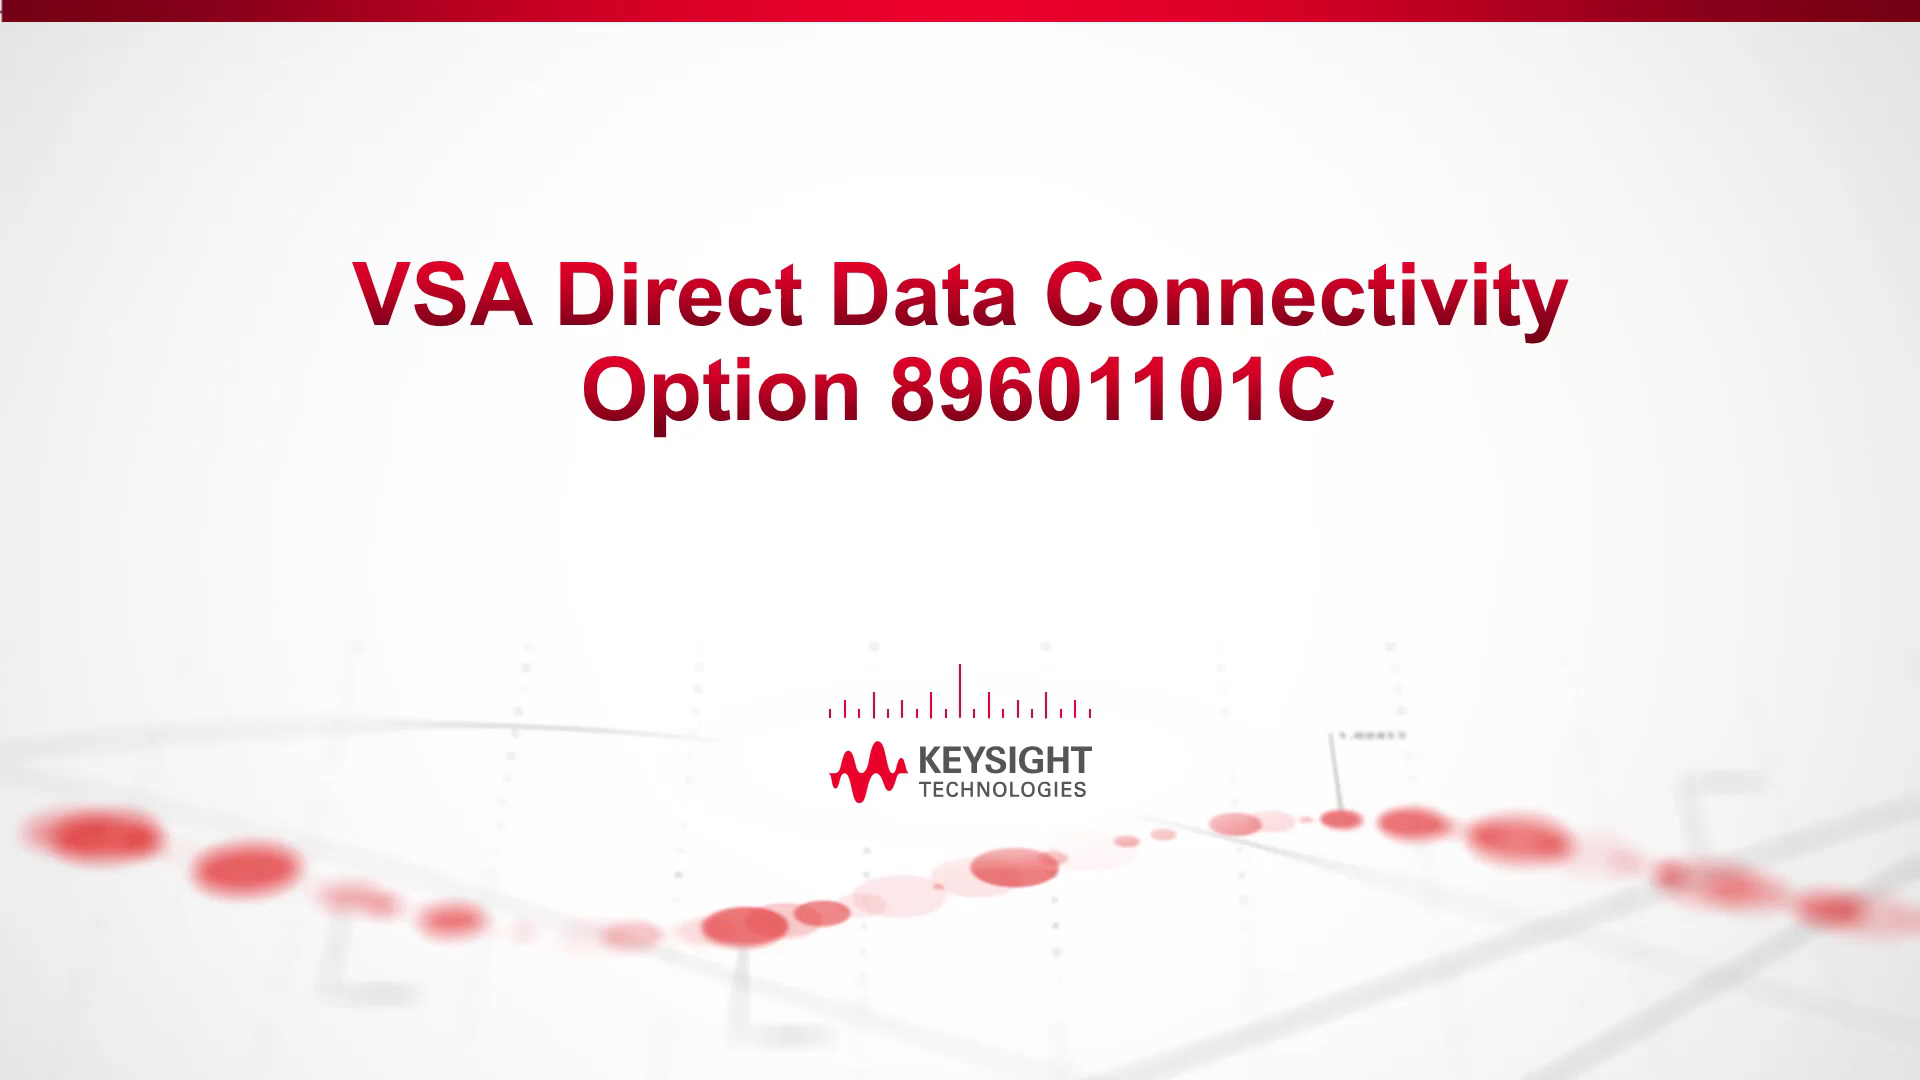 VSA Direct Data Connectivity
Option 89601101C
KEYSIGHT
TECHNOLOGIES